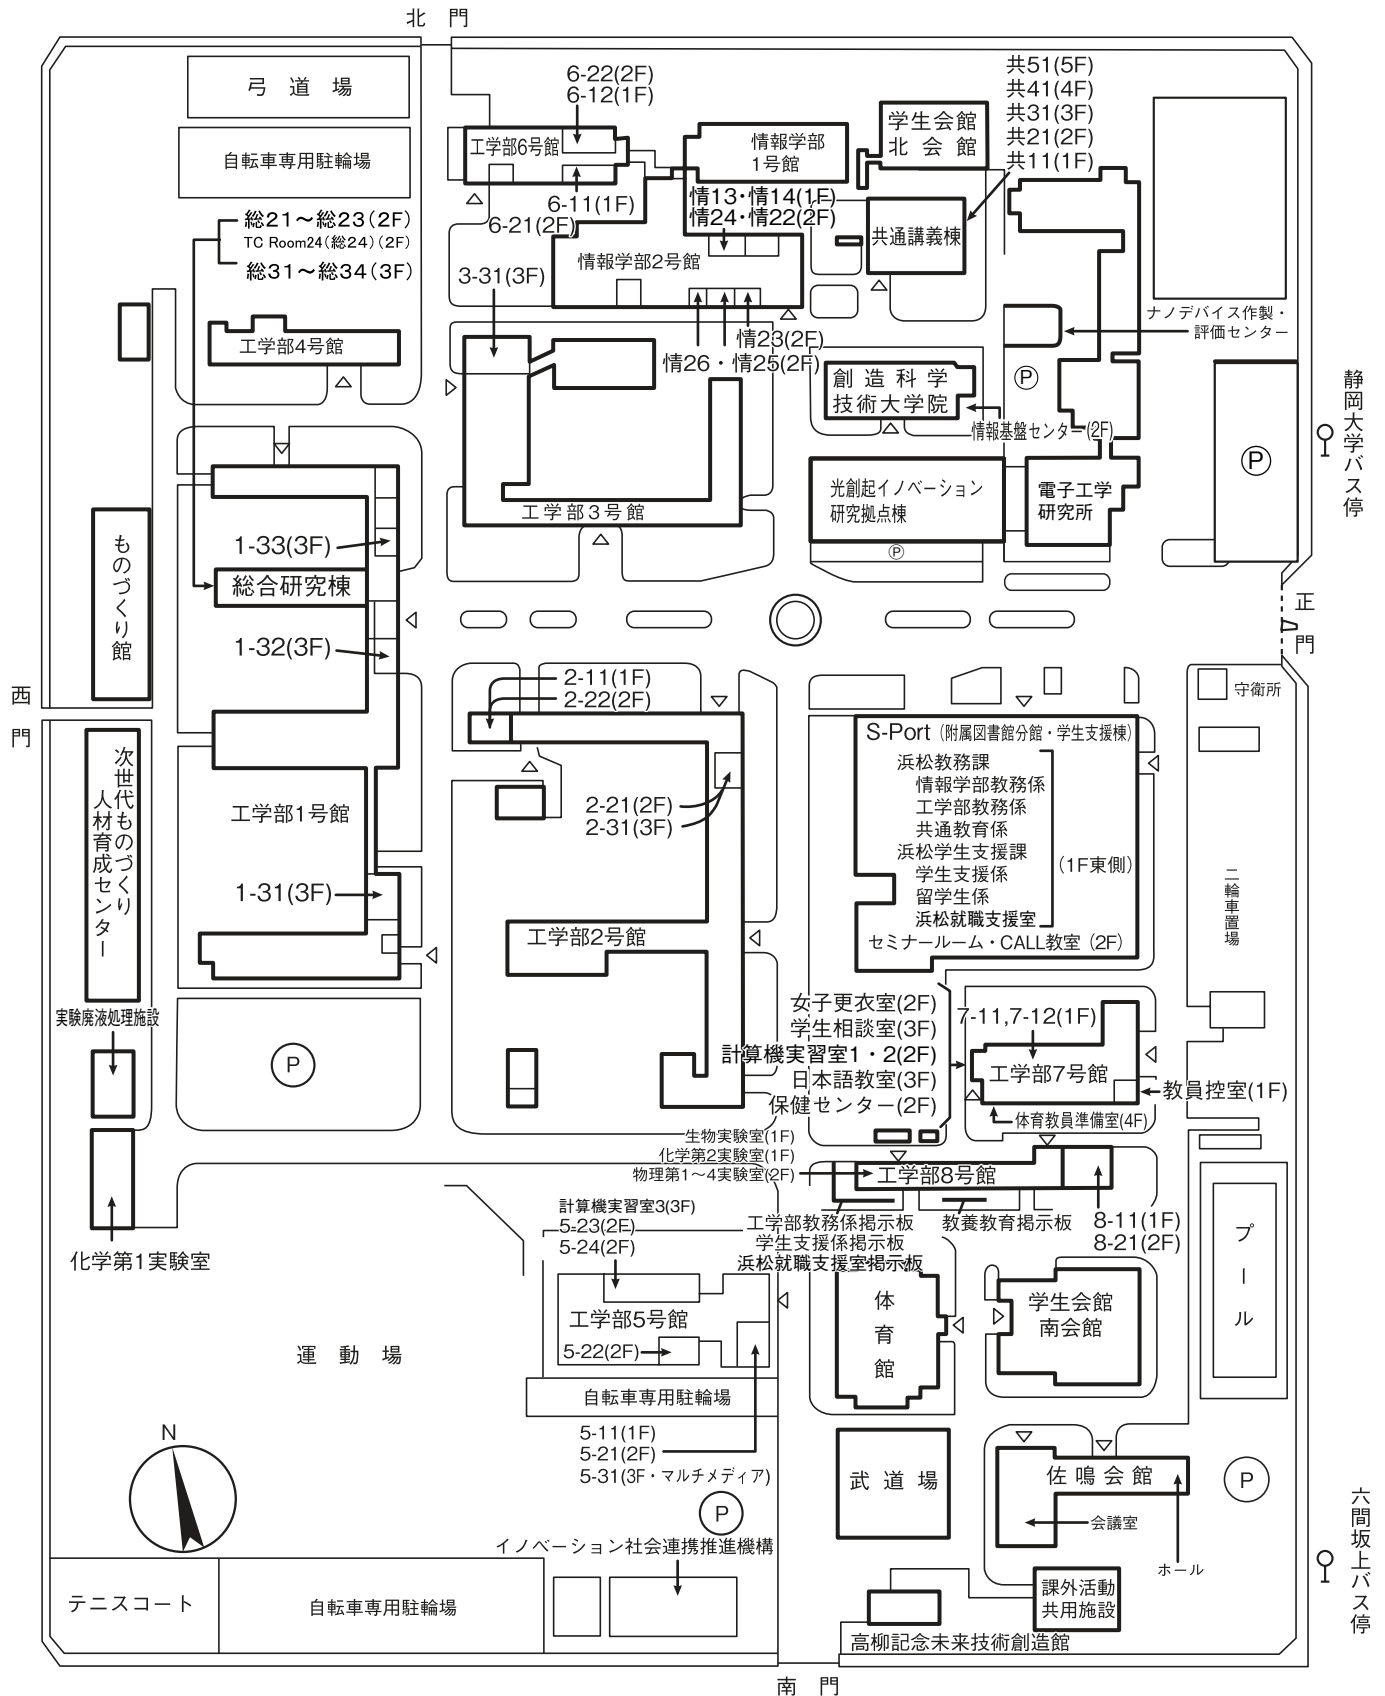 北門
弓道場
自転車専用駐輪場
総21～総23(2F)
TC Room24(総24)(2F)
総31～総34(3F)
工学部4号館
6-22(2F)
6-12(1F)
工学部6号館
6-11(1F)
6-21(2F)
情報学部
1号館
情13・情14(1F)
情24・情22(2F)
情報学部2号館
3-31(3F)
情23(2F)
情26・情25(2F)
学生会館
北会館
共51(5F)
共41(4F)
共31(3F)
共21(2F)
共11(1F)
共通講義棟
ナノデバイス作製・
評価センター
創造科学
技術大学院
P
情報基盤センター(2F)
P
静岡大学バス停
光創起イノベーション
研究拠点棟
電子工学
研究所
P
工学部3号館
ものづくり館
1-33(3F)
総合研究棟
1-32(3F)
正門
西門
守衛所
次世代ものづくり
人材育成センター
工学部1号館
1-31(3F)
2-11(1F)
2-22(2F)
2-21(2F)
2-31(3F)
工学部2号館
S-Port（附属図書館分館・学生支援棟）
浜松教務課
情報学部教務係
工学部教務係
共通教育係
浜松学生支援課
学生支援係
留学生係
浜松就職支援室
（1F東側）
セミナールーム・CALL教室（2F）
二輪車置場
実験廃液処理施設
P
女子更衣室(2F)
学生相談室(3F)
計算機実習室1・2(2F)
日本語教室(3F)
保健センター(2F)
7-11,7-12(1F)
工学部7号館
教員控室(1F)
体育教員準備室(4F)
生物実験室(1F)
化学第2実験室(1F)
物理第1～4実験室(2F)
工学部8号館
8-11(1F)
8-21(2F)
工学部教務係掲示板
学生支援係掲示板
浜松就職支援室掲示板
教養教育掲示板
化学第1実験室
計算機実習室3(3F)
5-23(2F)
5-24(2F)
工学部5号館
5-22(2F)
自転車専用駐輪場
5-11(1F)
5-21(2F)
5-31(3F・マルチメディア)
運動場
体育館
学生会館
南会館
プール
N
武道場
佐鳴会館
会議室
ホール
P
P
六間坂上バス停
イノベーション社会連携推進機構
テニスコート
自転車専用駐輪場
課外活動
共用施設
高柳記念未来技術創造館
南門